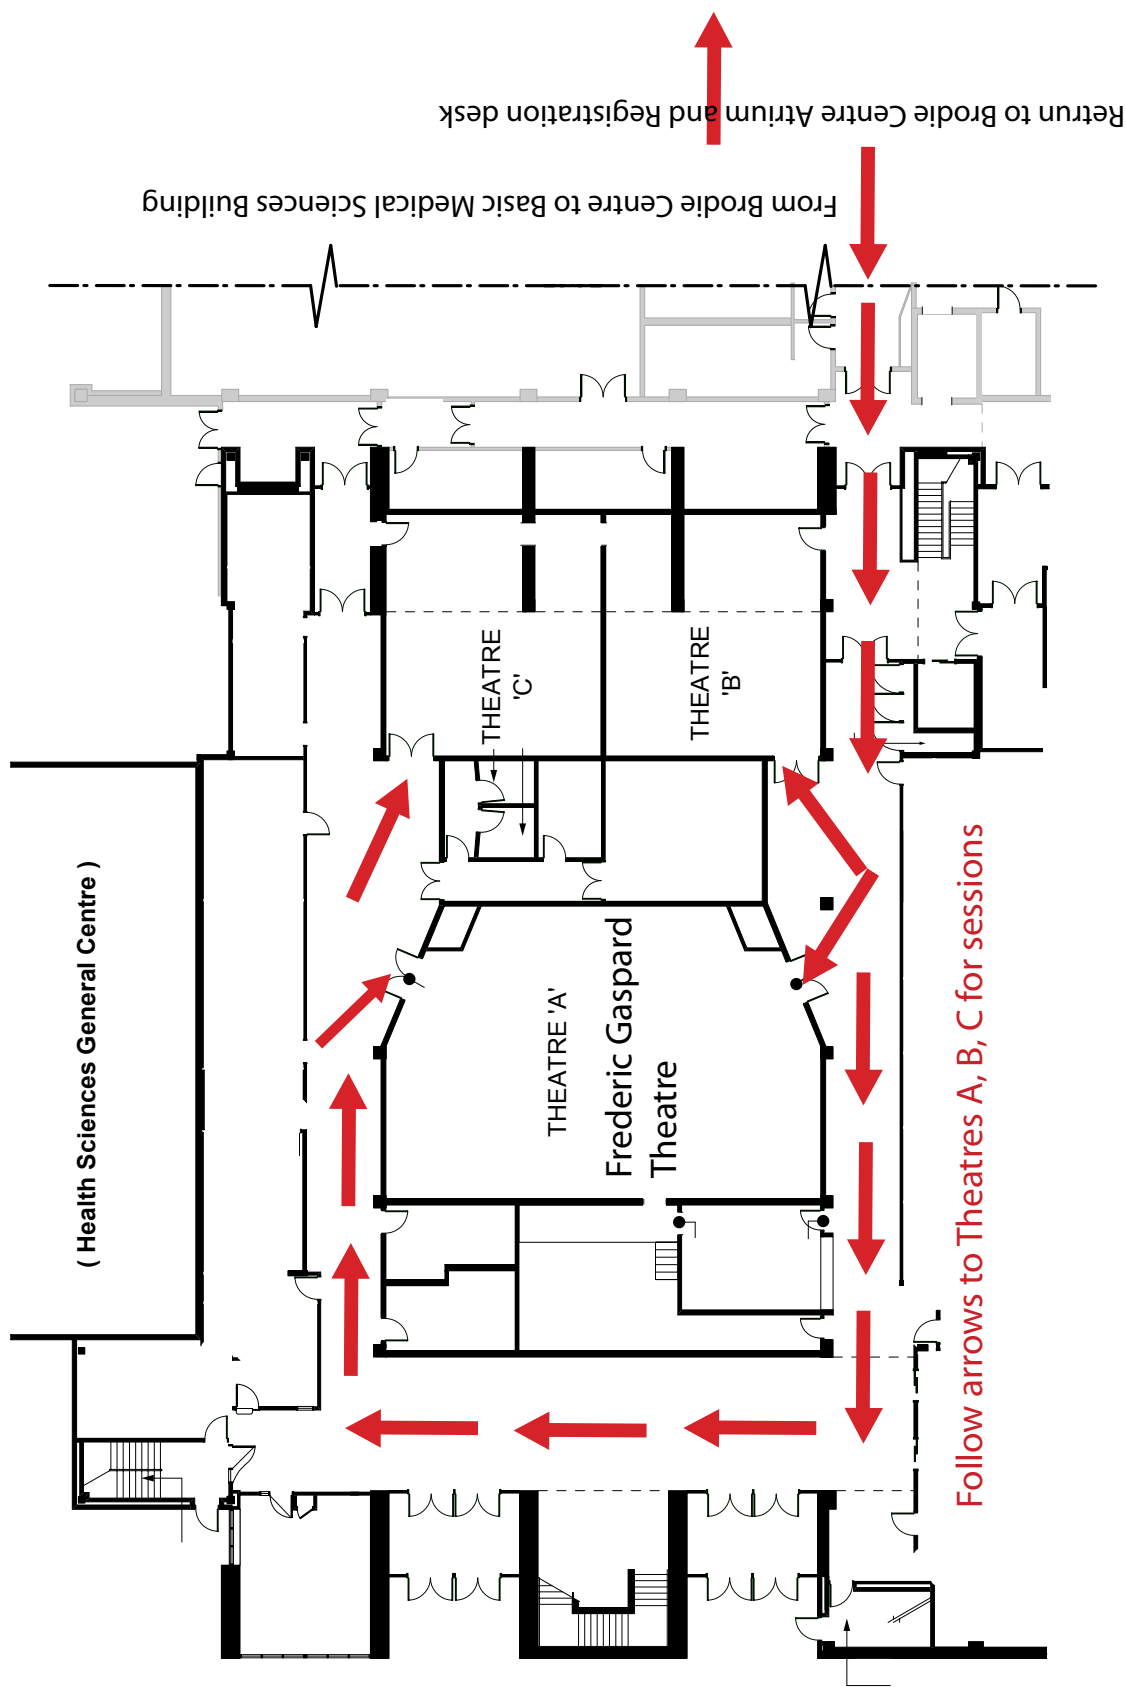 Retrun to Brodie Centre Atrium and Registration desk
From Brodie Centre to Basic Medical Sciences Building
THEATRE
'C'
THEATRE
'B'
( Health Sciences General Centre )
THEATRE 'A'
Frederic Gaspard
Theatre
Follow arrows to Theatres A, B, C for sessions